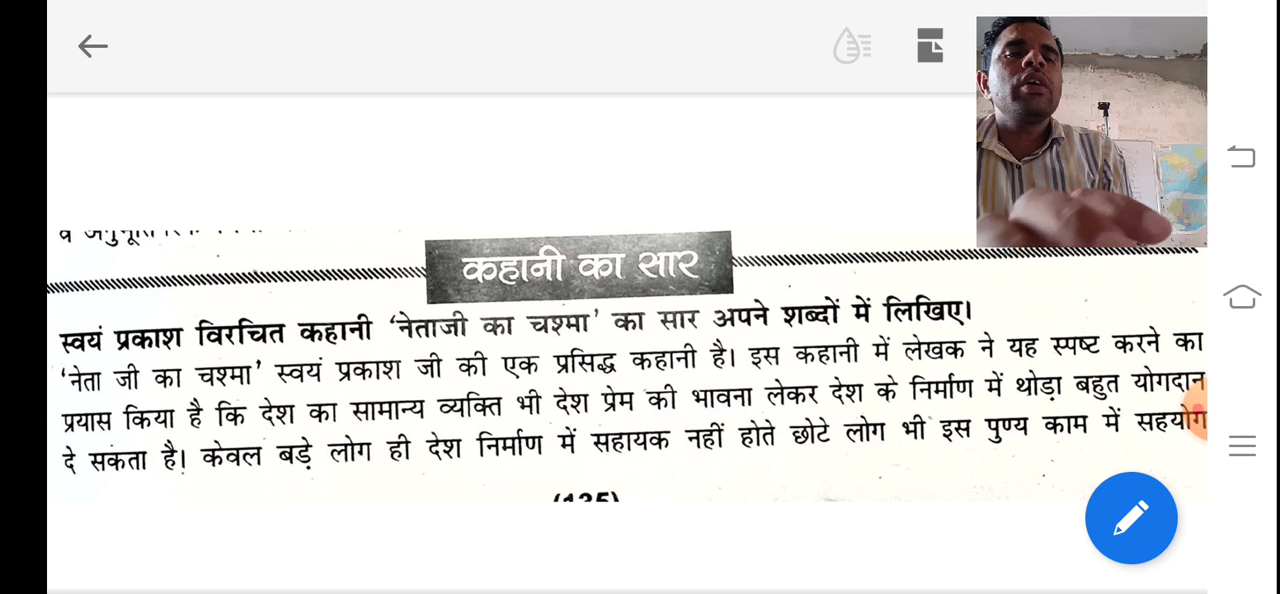 कहानी का सार
स्वयं प्रकाश विरचित कहानी ‘नेताजी का चश्मा’ का सार अपने शब्दों में लिखिए।
‘नेता जी का चश्मा’ स्वयं प्रकाश जी की एक प्रसिद्ध कहानी है। इस कहानी में लेखक ने यह स्पष्ट करने का
प्रयास किया है कि देश का सामान्य व्यक्ति भी देश प्रेम की भावना लेकर देश के निर्माण में थोड़ा बहुत योगदान
दे सकता है। केवल बड़े लोग ही देश निर्माण में सहायक नहीं होते छोटे लोग भी इस पुण्य काम में सहयोग